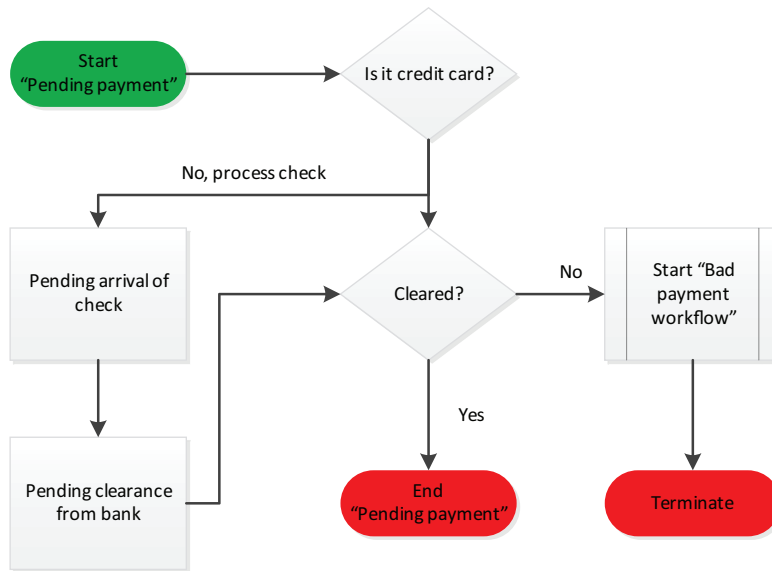 Start
“Pending payment”
Is it credit card?
No, process check
Pending arrival of
check
Cleared?
No
Start “Bad
payment
workflow”
Yes
Pending clearance
from bank
End
“Pending payment”
Terminate